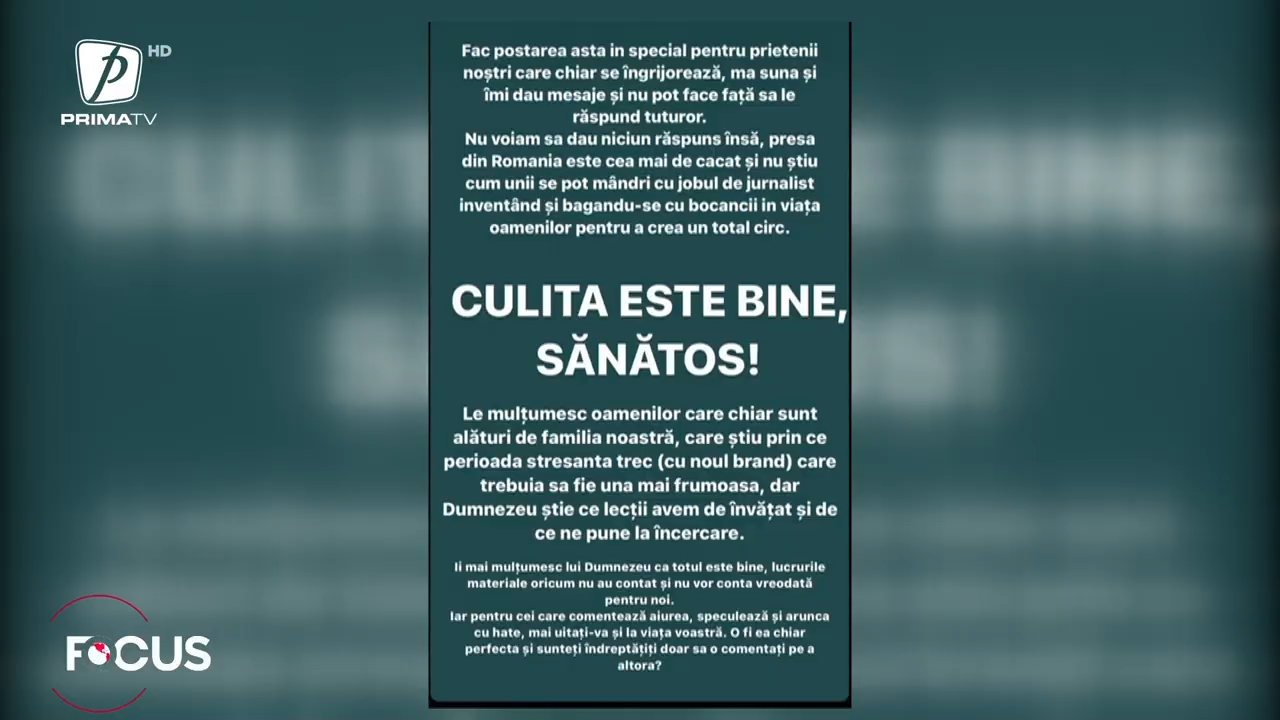 HD
PRIMATV
Fac postarea asta in special pentru prietenii
noștri care chiar se îngrijorează, ma suna și
îmi dau mesaje și nu pot face față sa le
răspund tuturor.
Nu voiam sa dau niciun răspuns însă, presa
din Romania este cea mai de cacat și nu știu
cum unii se pot mândri cu jobul de jurnalist
inventând și bagandu-se cu bocancii in viața
oamenilor pentru a crea un total circ.
CULITA ESTE BINE,
SĂNĂTOS!
Le mulțumesc oamenilor care chiar sunt
alături de familia noastră, care știu prin ce
perioada stresanta trec (cu noul brand) care
trebuia sa fie una mai frumoasa, dar
Dumnezeu știe ce lecții avem de învățat și de
ce ne pune la încercare.
Ii mai mulțumesc lui Dumnezeu ca totul este bine, lucrurile
materiale oricum nu au contat și nu vor conta vreodată
pentru noi.
Iar pentru cei care comentează aiurea, speculează și arunca
cu hate, mai uitați-va și la viața voastră. O fi ea chiar
perfecta și sunteți îndreptățiți doar sa o comentați pe a
altora?
FOCUS